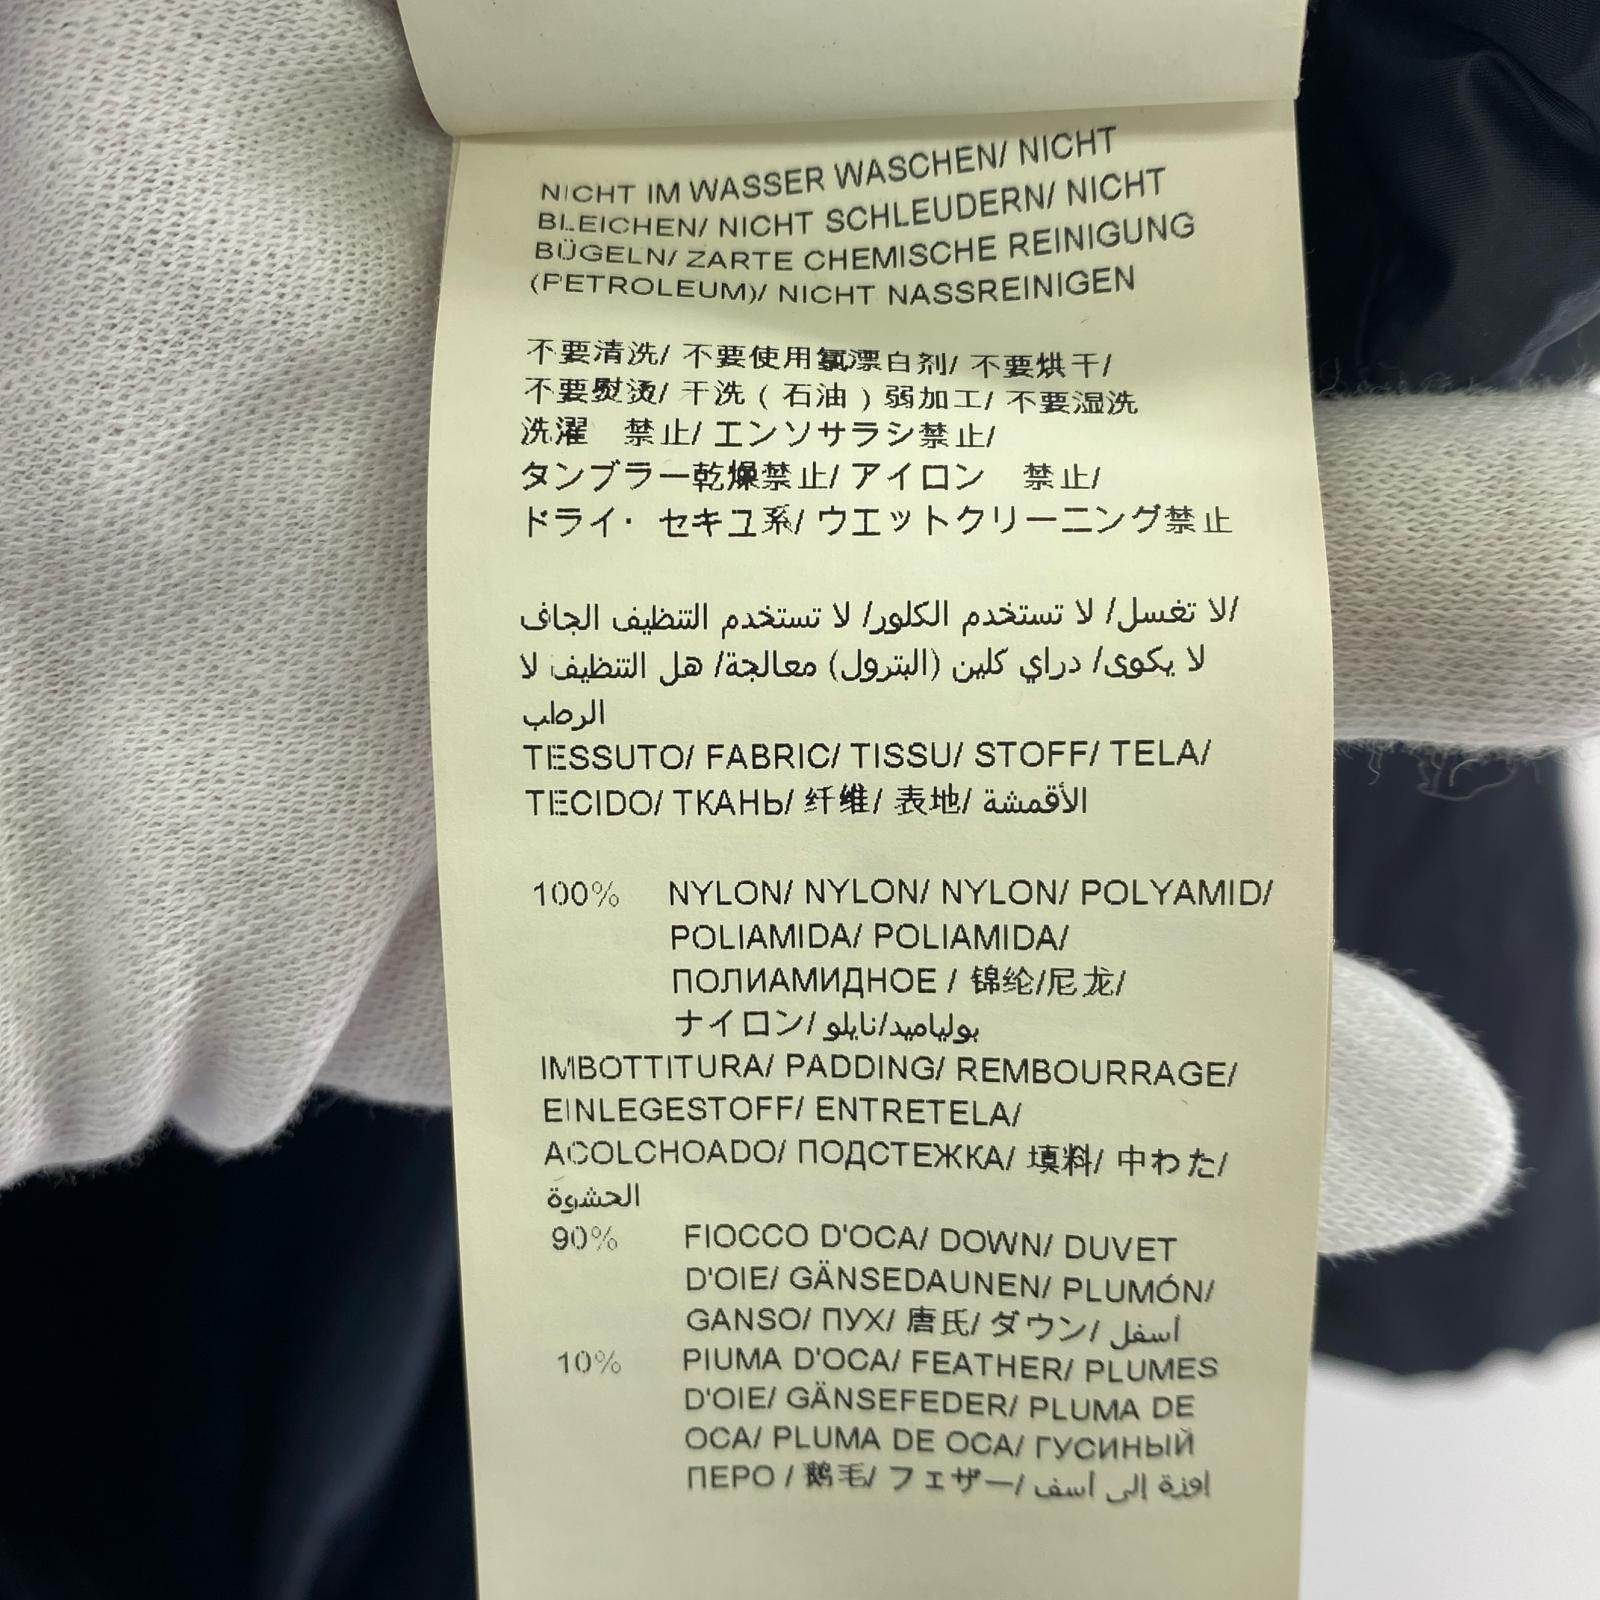 NICHT IM WASSER WASCHEN/ NICHT
BLEICHEN/ NICHT SCHLEUDERN/ NICHT
BÜGELN/ ZARTE CHEMISCHE REINIGUNG
(PETROLEUM)/ NICHT NASSREINIGEN
不要清洗/ 不要使用氯漂白剂/ 不要烘干/
不要熨烫/ 干洗 ( 石油 ) 弱加工/ 不要湿洗
洗濯　禁止/ エンソサラシ禁止/
タンブラー乾燥禁止/ アイロン　禁止/
ドライ・ セキユ系/ ウエットクリーニング禁止
لا تغسل/ لا تستخدم الكلور/ لا تستخدم التنظيف الجاف/
لا يكوى/ دراي كلين (البترول) معالجة/ هل التنظيف لا
الرطب
TESSUTO/ FABRIC/ TISSU/ STOFF/ TELA/
TECIDO/ ТКАНЬ/ 纤维/ 表地/ الأقمشة
100% NYLON/ NYLON/ NYLON/ POLYAMID/
POLIAMIDA/ POLIAMIDA/
ПОЛИАМИДНОЕ / 锦纶/尼龙/
ナイロン/ بولياميد/نايلو
IMBOTTITURA/ PADDING/ REMBOURRAGE/
EINLEGESTOFF/ ENTRETELA/
ACOLCHOADO/ ПОДСТЕЖКА/ 填料/ 中わた/
الحشوة
90% FIOCCO D'OCA/ DOWN/ DUVET
D'OIE/ GÄNSEDAUNEN/ PLUMÓN/
GANSO/ ПУХ/ 唐氏/ ダウン/ أسفل
10% PIUMA D'OCA/ FEATHER/ PLUMES
D'OIE/ GÄNSEFEDER/ PLUMA DE
OCA/ PLUMA DE OCA/ ГУСИНЫЙ
ПЕРО / 鹅毛/ フェザー/ إوزة إلى أسف